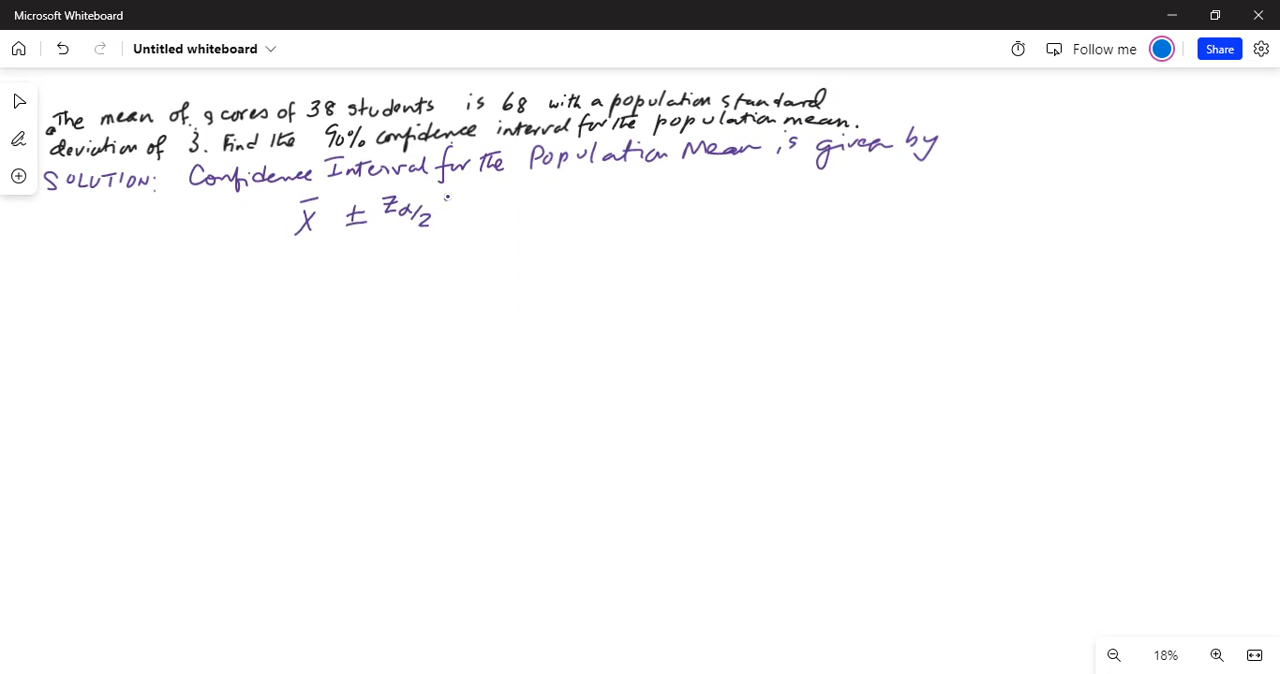 Microsoft Whiteboard
Untitled whiteboard
Follow me
Share
The mean of scores of 38 students is 68 with a population standard
deviation of 3. Find the 90% confidence interval for the population mean.
SOLUTION: Confidence Interval for the Population Mean is given by
X̄ ± Zα/2
18%